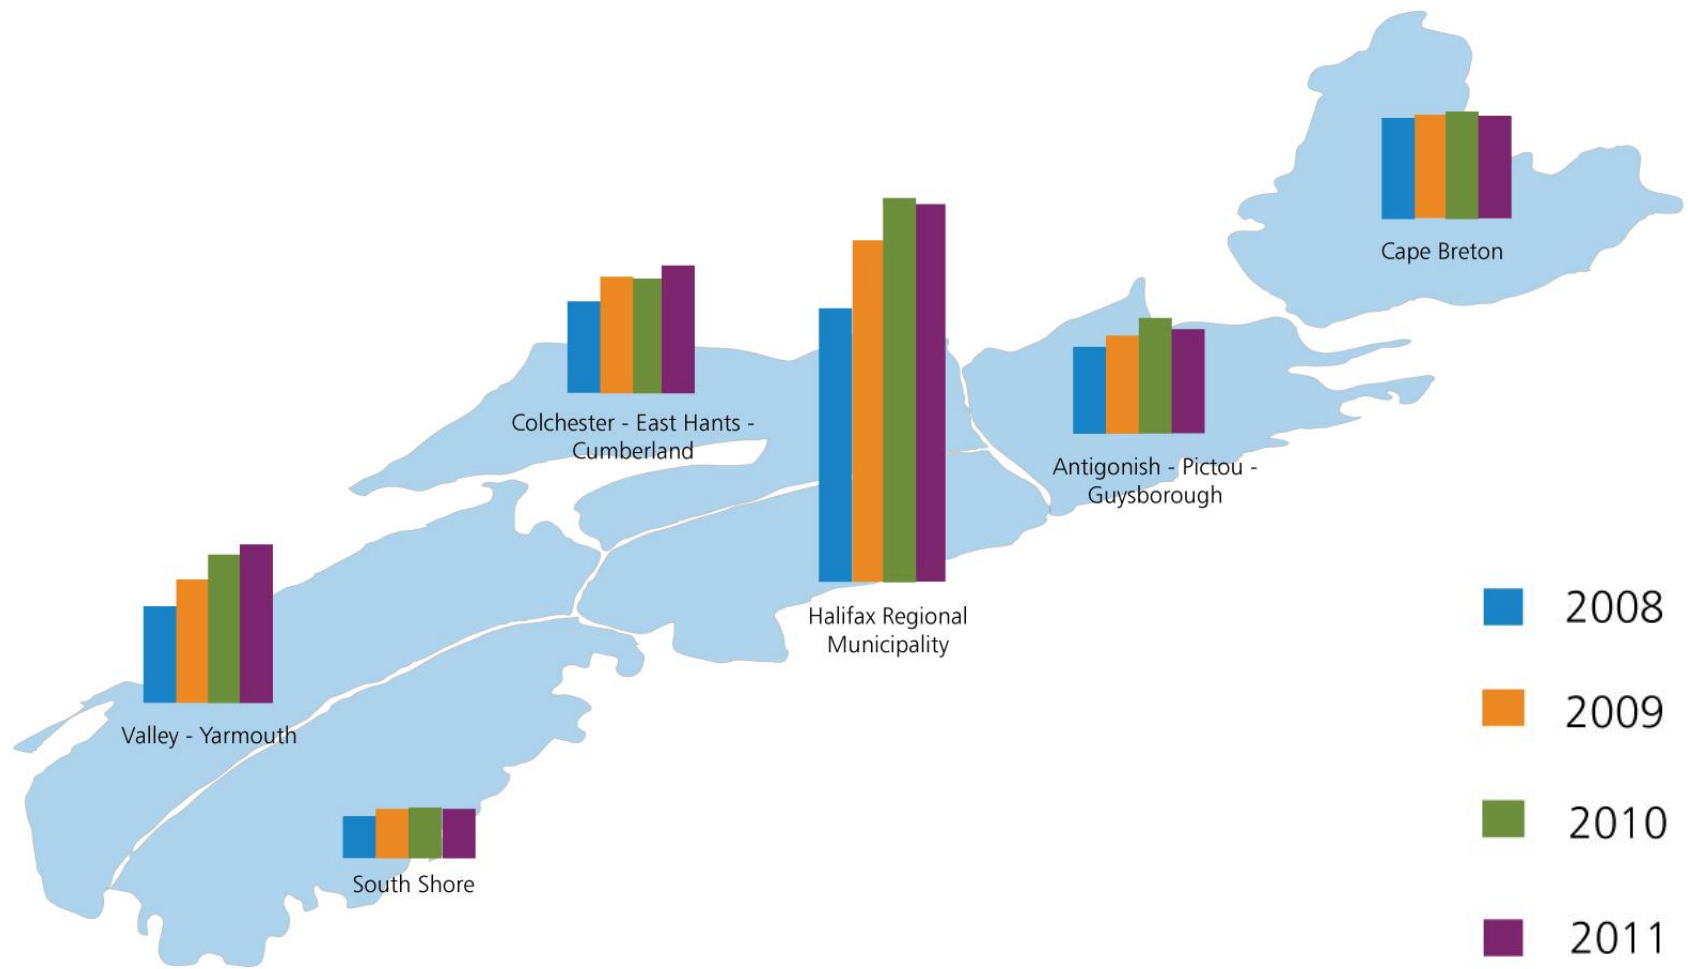 Cape Breton
Colchester - East Hants -
Cumberland
Antigonish - Pictou -
Guysborough
Halifax Regional
Municipality
Valley - Yarmouth
South Shore
2008
2009
2010
2011